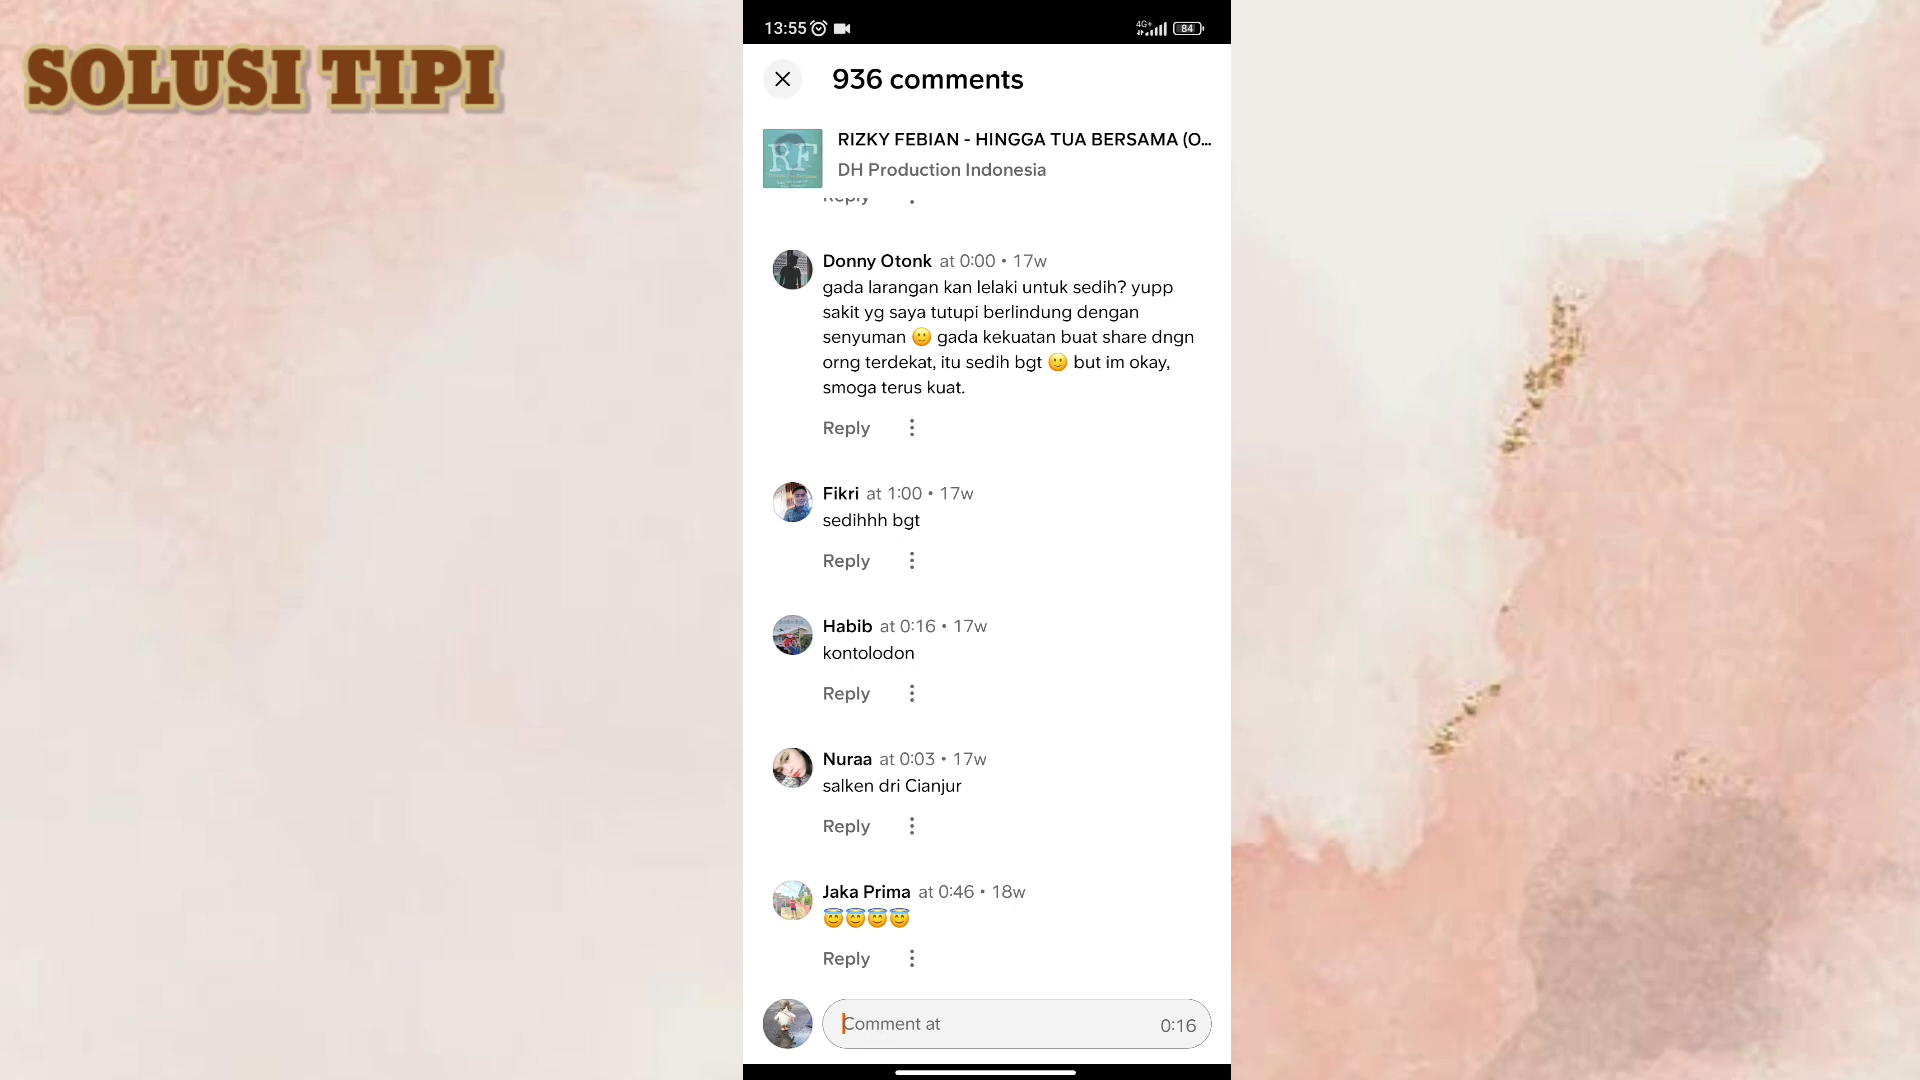 SOLUSI TIPI
13:55
4G+
84
936 comments
RIZKY FEBIAN - HINGGA TUA BERSAMA (O...
DH Production Indonesia
Reply
Donny Otonk at 0:00 • 17w
gada larangan kan lelaki untuk sedih? yupp
sakit yg saya tutupi berlindung dengan
senyuman 🙂 gada kekuatan buat share dngn
orng terdekat, itu sedih bgt 🙂 but im okay,
smoga terus kuat.
Reply
Fikri at 1:00 • 17w
sedihhh bgt
Reply
Habib at 0:16 • 17w
kontolodon
Reply
Nuraa at 0:03 • 17w
salken dri Cianjur
Reply
Jaka Prima at 0:46 • 18w
😇😇😇😇
Reply
Comment at
0:16